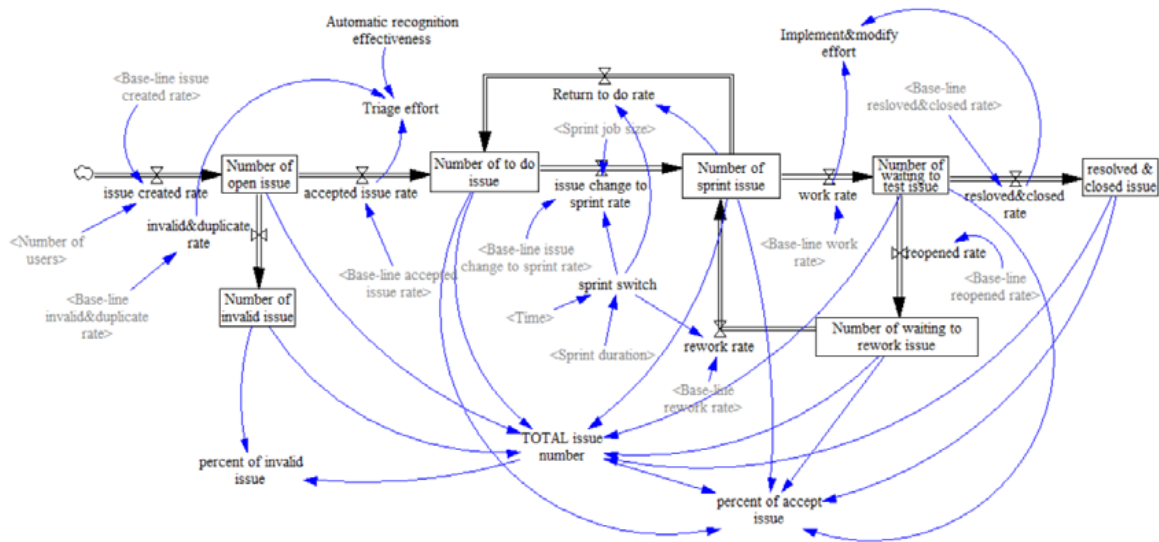 Automatic recognition
effectiveness
Implement&modify
effort
<Base-line issue
created rate>
Triage effort
Return to do rate
<Sprint job size>
<Base-line
resloved&closed rate>
Number of
open issue
Number of to do
issue
Number of
sprint issue
Number of
waiting to
test issue
resolved &
closed issue
issue created rate
accepted issue rate
issue change to
sprint rate
work rate
resloved&closed
rate
invalid&duplicate
rate
<Number of
users>
<Base-line issue
change to sprint rate>
<Base-line work
rate>
reopened rate
<Base-line accepted
issue rate>
<Base-line
reopened rate>
<Base-line
invalid&duplicate
rate>
Number of
invalid issue
sprint switch
<Time>
<Sprint duration>
rework rate
Number of waiting to
rework issue
<Base-line
rework rate>
TOTAL issue
number
percent of invalid
issue
percent of accept
issue